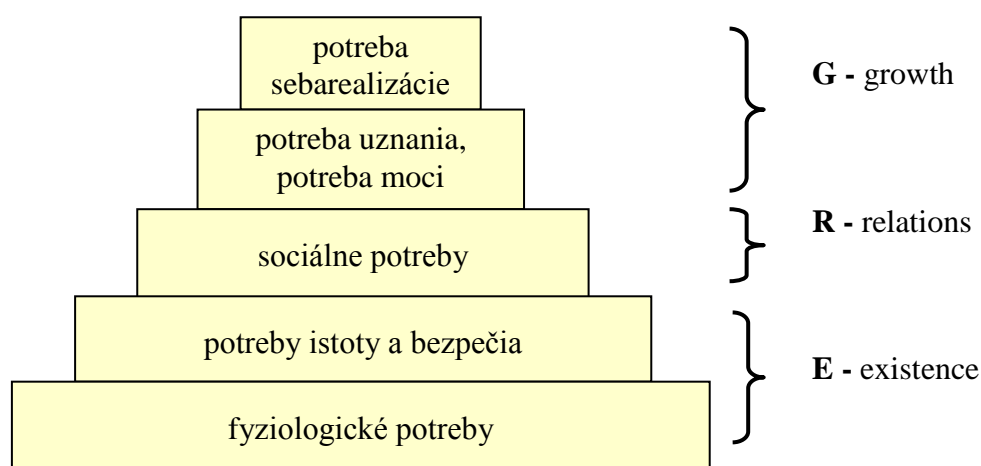 potreba
sebarealizácie
G - growth
potreba uznania,
potreba moci
R - relations
sociálne potreby
potreby istoty a bezpečia
E - existence
fyziologické potreby